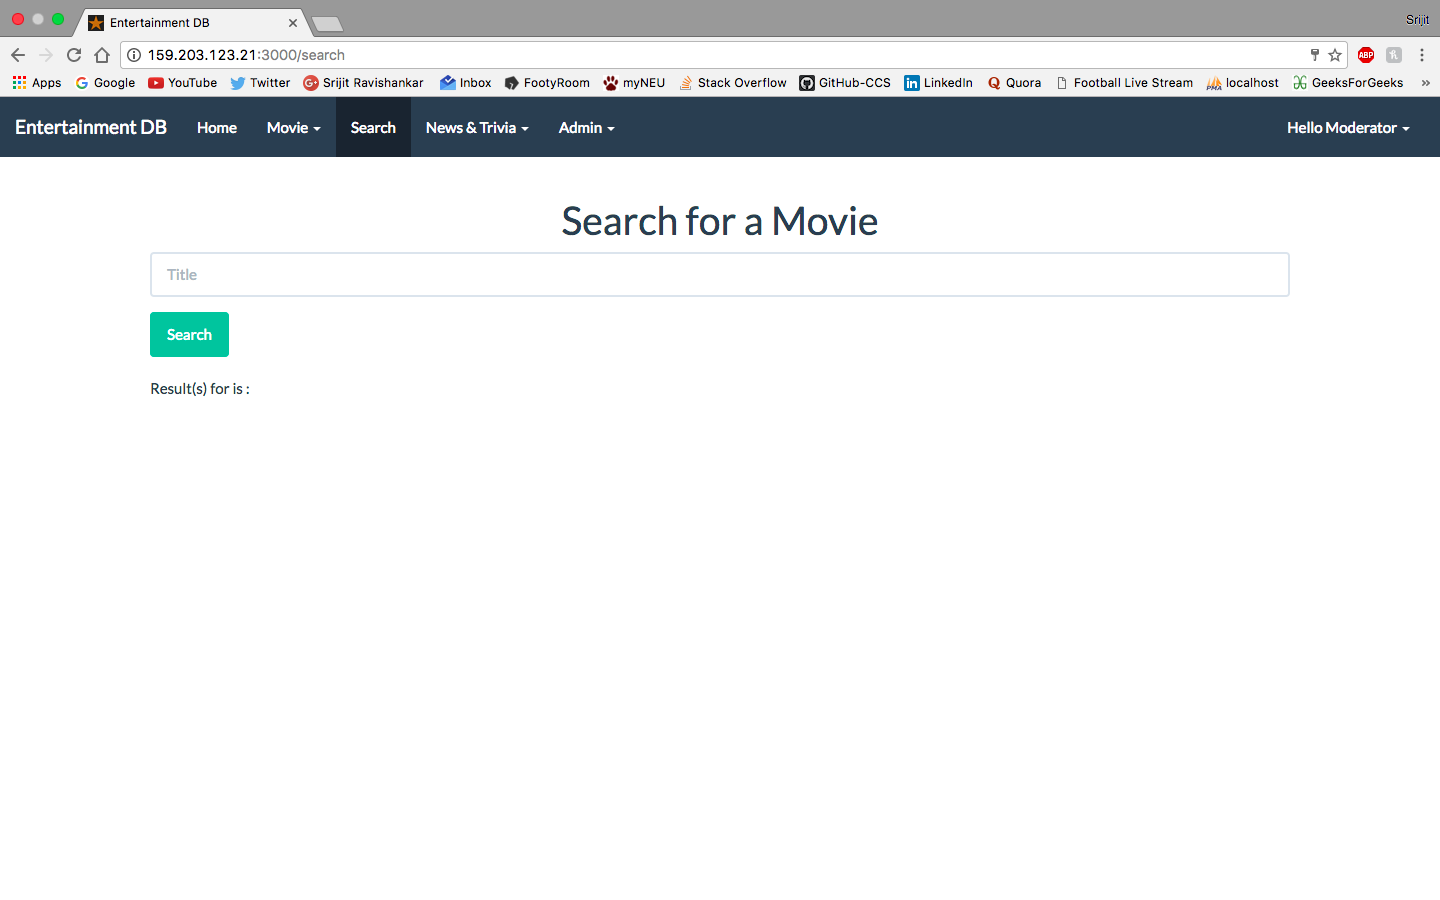 Entertainment DB
Srijit
159.203.123.21:3000/search
ABP
Apps Google YouTube Twitter Srijit Ravishankar Inbox FootyRoom myNEU Stack Overflow GitHub-CCS LinkedIn Quora Football Live Stream localhost GeeksForGeeks »
Entertainment DB Home Movie Search News & Trivia Admin Hello Moderator
Search for a Movie
Title
Search
Result(s) for is :